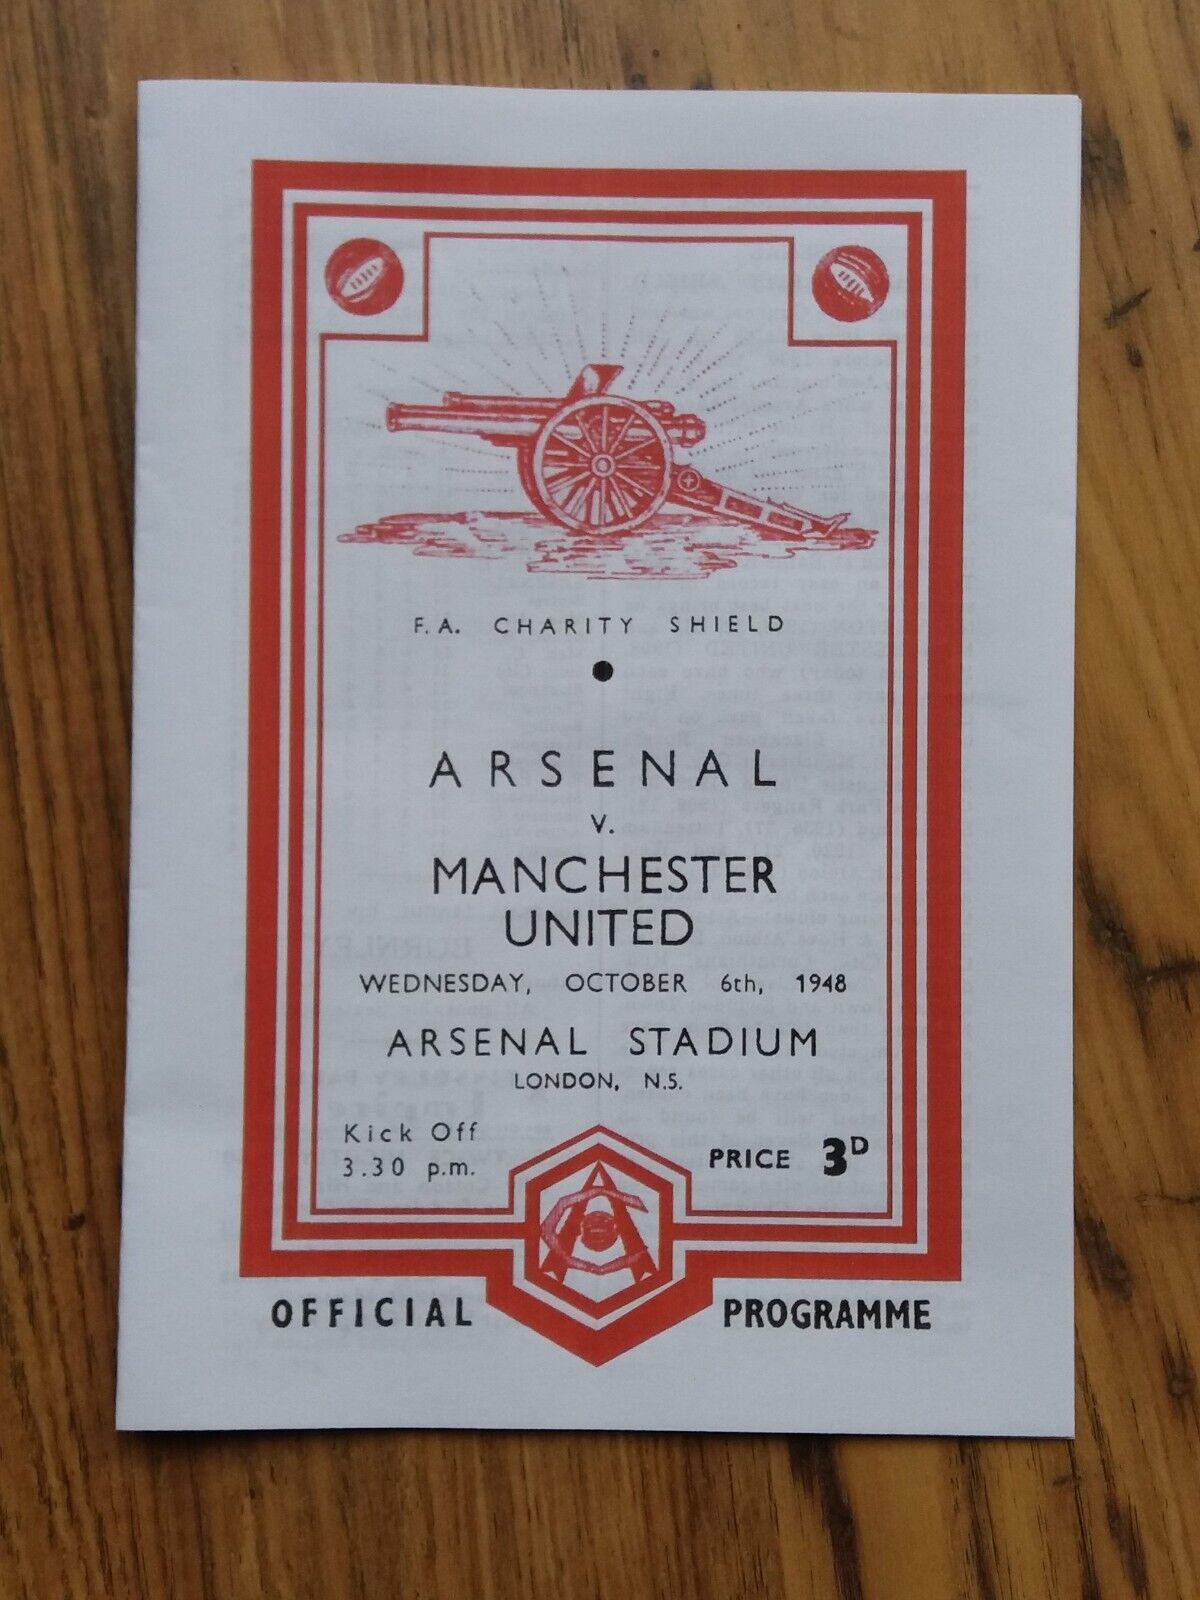 F.A. CHARITY SHIELD
ARSENAL
V.
MANCHESTER
UNITED
WEDNESDAY, OCTOBER 6th, 1948
ARSENAL STADIUM
LONDON, N.5.
Kick Off
3.30 p.m.
PRICE 3D
OFFICIAL PROGRAMME